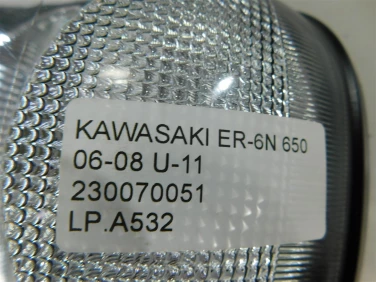 KAWASAKI ER-6N 650
06-08 U-11
230070051
LP.A532